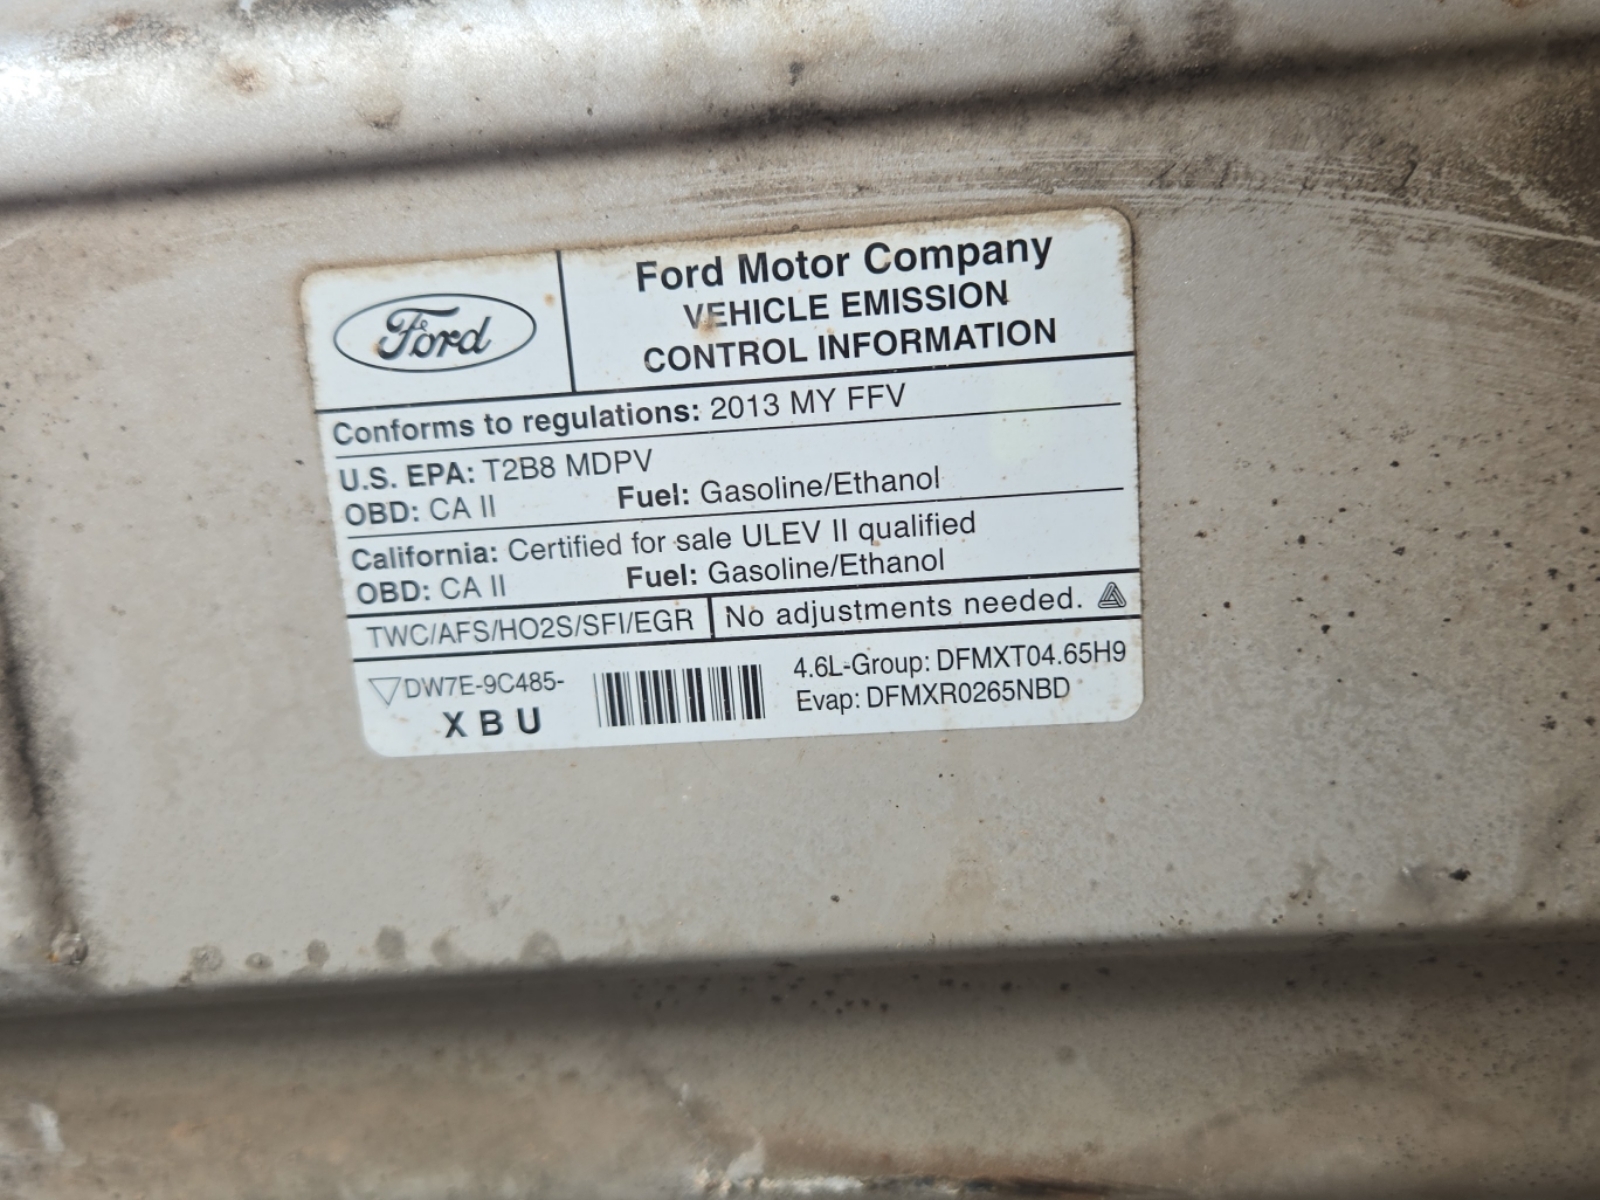 Ford
Ford Motor Company
VEHICLE EMISSION
CONTROL INFORMATION
Conforms to regulations: 2013 MY FFV
U.S. EPA: T2B8 MDPV
OBD: CA II Fuel: Gasoline/Ethanol
California: Certified for sale ULEV II qualified
OBD: CA II Fuel: Gasoline/Ethanol
TWC/AFS/HO2S/SFI/EGR No adjustments needed.
DW7E-9C485-
X B U
4.6L-Group: DFMXT04.65H9
Evap: DFMXR0265NBD